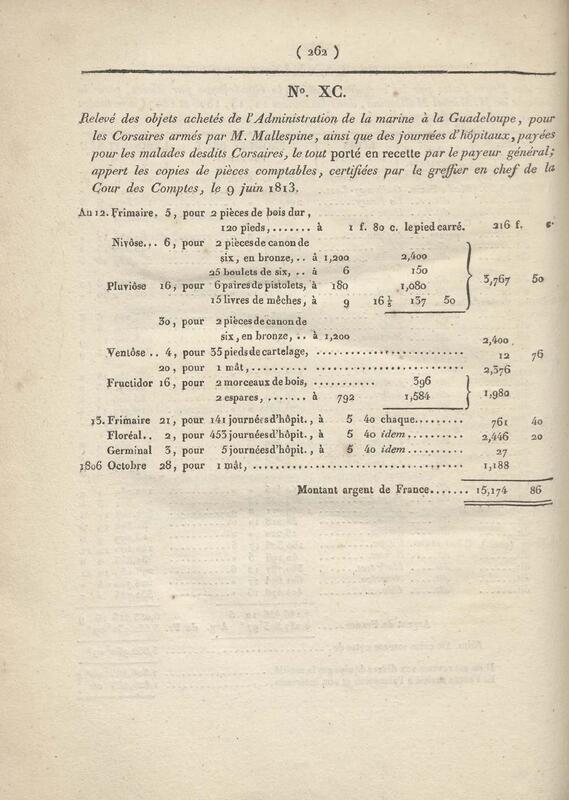 ( 262 )
N°. XC.
Relevé des objets achetés de l'Administration de la marine à la Guadeloupe, pour
les Corsaires armés par M. Mallespine, ainsi que des journées d'hôpitaux, payées
pour les malades desdits Corsaires, le tout porté en recette par le payeur général;
appert les copies de pièces comptables, certifiées par le greffier en chef de la
Cour des Comptes, le 9 juin 1813.
An 12. Frimaire. 5, pour 2 pièces de bois dur,
120 pieds,....... à 1 f. 80 c. le pied carré. 216 f. c.
Nivôse... 6, pour 2 pièces de canon de
six, en bronze,.. à 1,200 2,400
25 boulets de six, .. à 6 150
Pluviôse 16, pour 6 paires de pistolets, à 180 1,080 3,767 50
15 livres de mêches, à 9 16 ½ 137 50
30, pour 2 pièces de canon de
six, en bronze, .. à 1,200 2,400
Ventôse .. 4, pour 35 pieds de cartelage, ........ 12 76
20, pour 1 mât, ........ 2,376
Fructidor 16, pour 2 morceaux de bois, .......... 396
2 espares, ....... à 792 1,584 1,980
13. Frimaire 21, pour 141 journées d'hôpit., à 5 40 chaque........ 761 40
Floréal.. 2, pour 453 journées d'hôpit., à 5 40 idem ........ 2,446 20
Germinal 3, pour 5 journées d'hôpit., à 5 40 idem........ 27
1806 Octobre 28, pour 1 mât, ........ 1,188
Montant argent de France....... 15,174 86